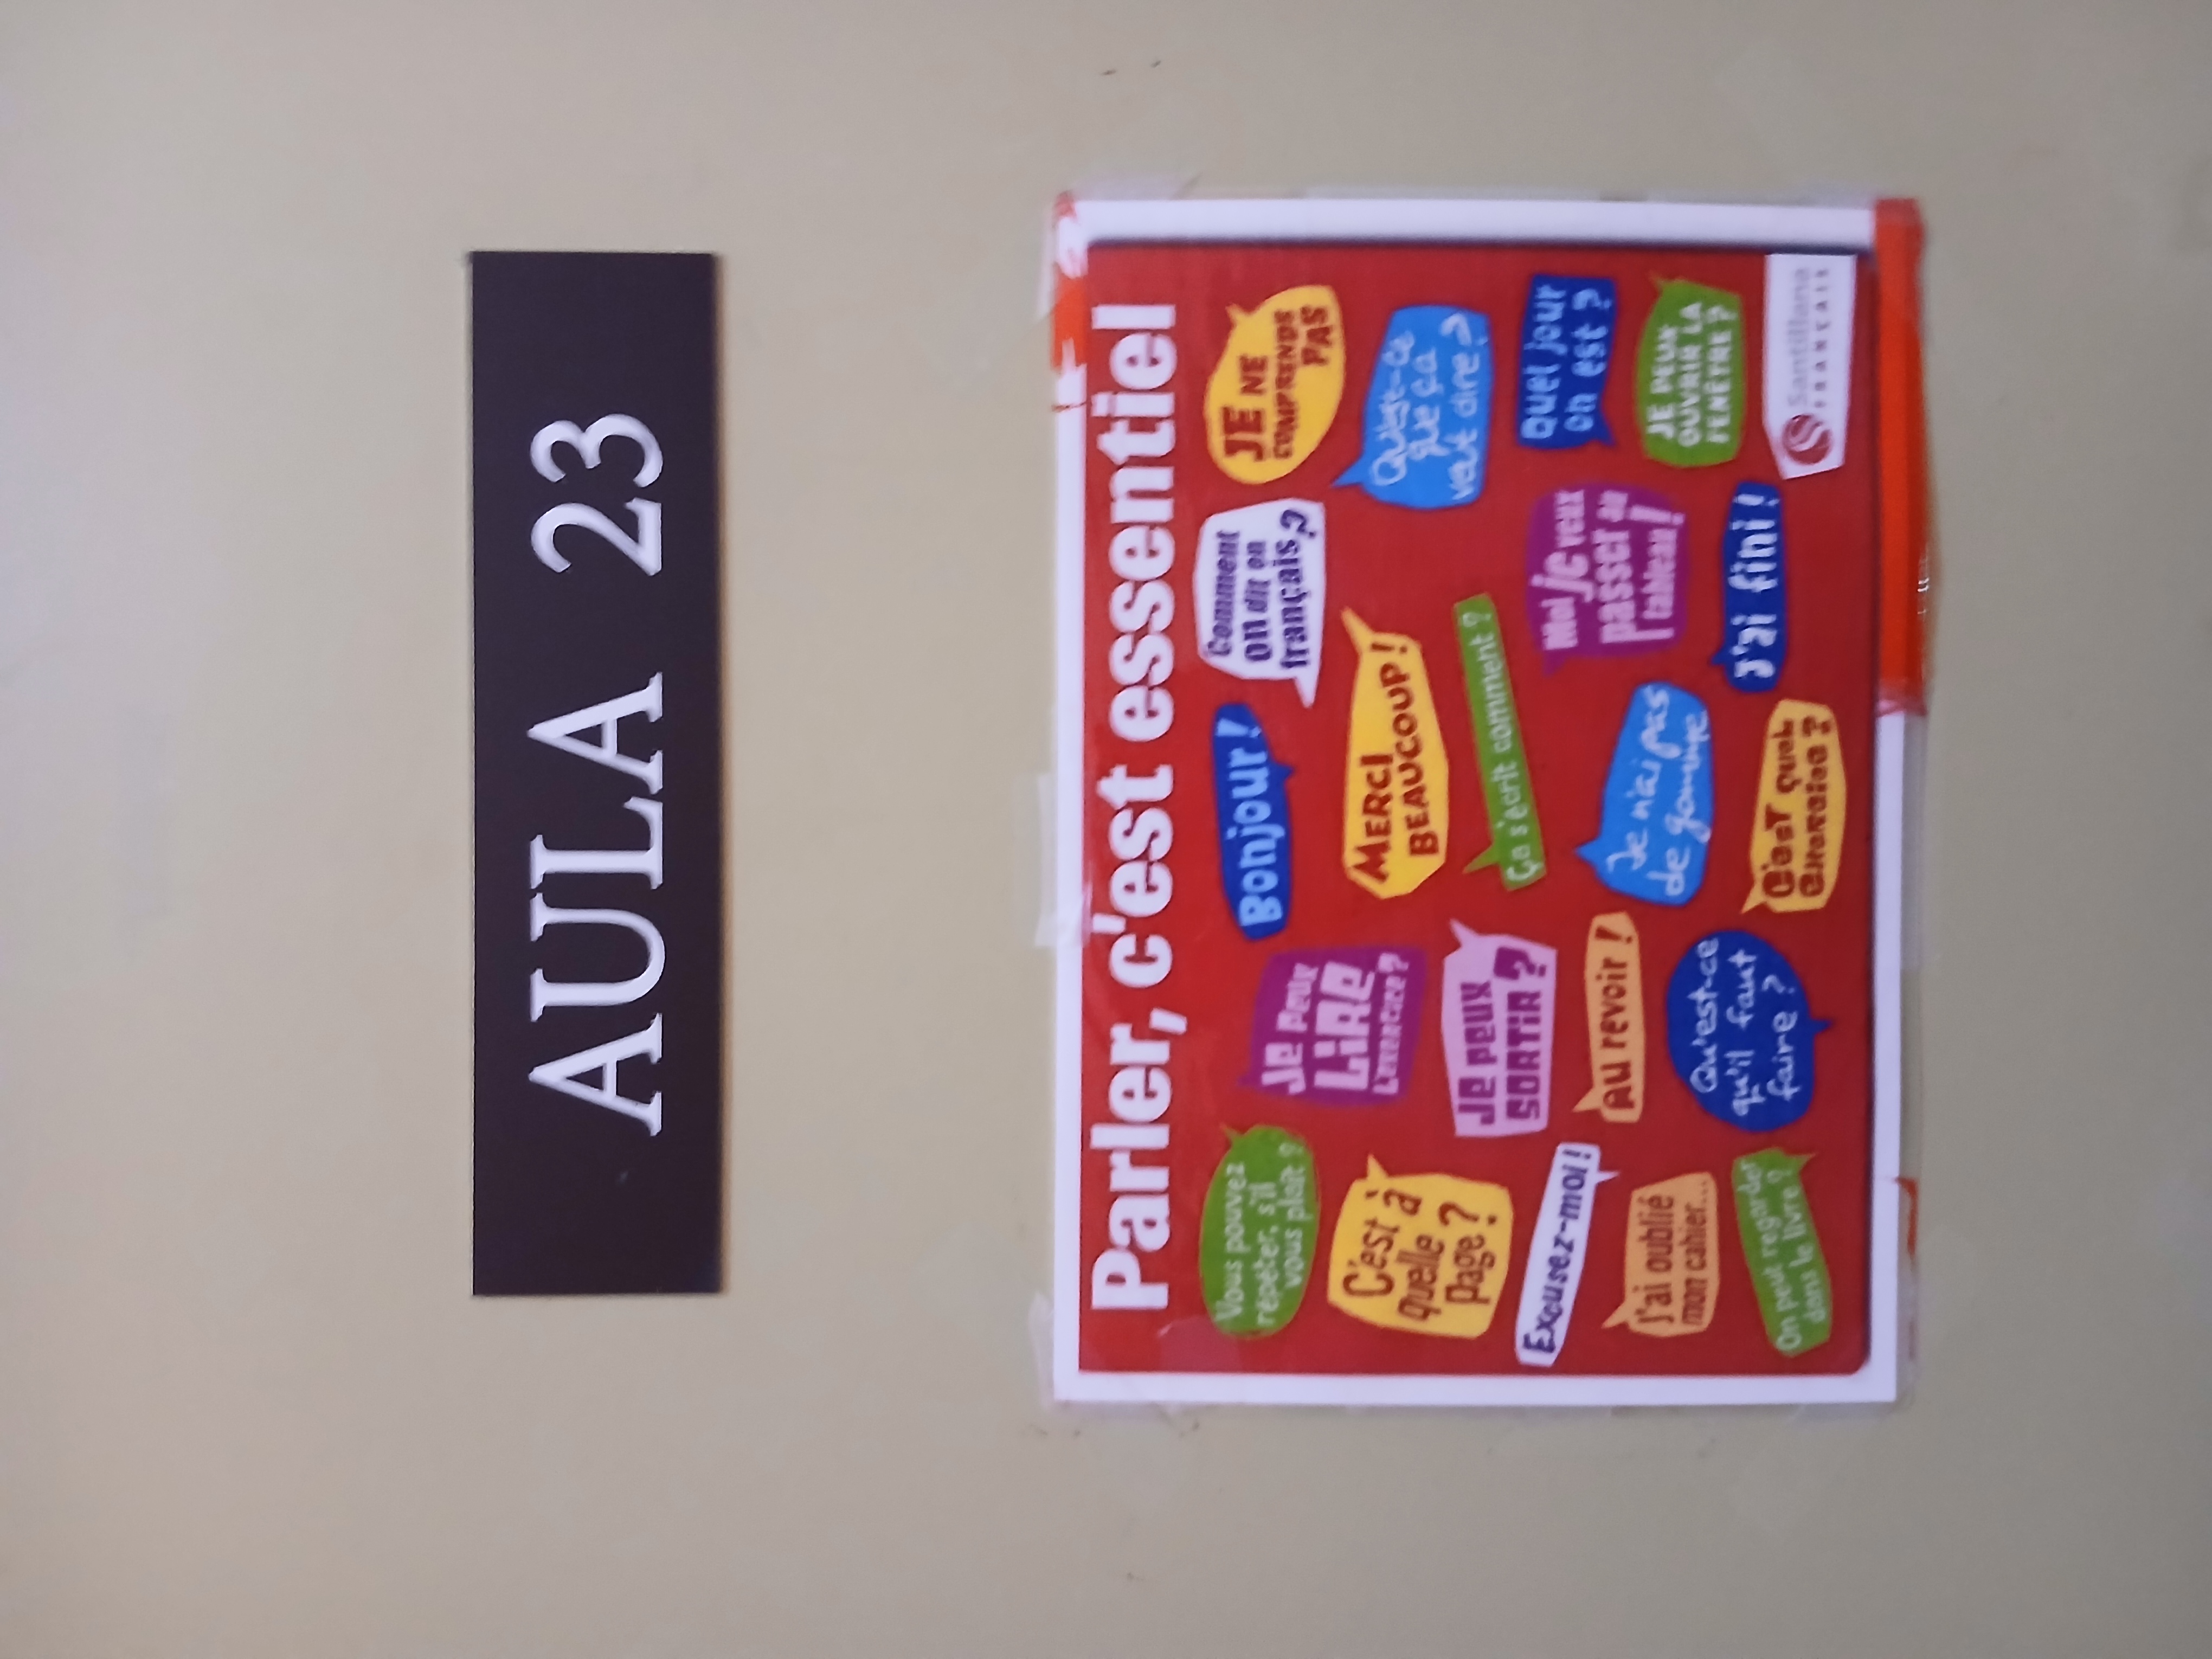 AULA 23
Parler, c'est essentiel
Vous pouvez
répéter, s'il
vous plaît ?
Je peux
LIRE
L'exercice ?
Bonjour !
Comment
on dit en
français ?
JE NE
COMPRENDS
PAS
C'est à
quelle
page ?
JE PEUX
SORTIR ?
MERCI
BEAUCOUP !
Qu'est-ce
que ça
veut dire ?
Excusez-moi !
Au revoir !
Ça s'écrit comment ?
Moi je veux
passer au
tableau !
Quel jour
on est ?
J'ai oublié
mon cahier...
Qu'est-ce
qu'il faut
faire ?
Je n'ai pas
de gomme
J'ai fini !
JE PEUX
OUVRIR LA
FENÊTRE ?
On peut regarder
dans le livre ?
C'EST QUEL
EXERCICE ?
Santillana
FRANÇAIS